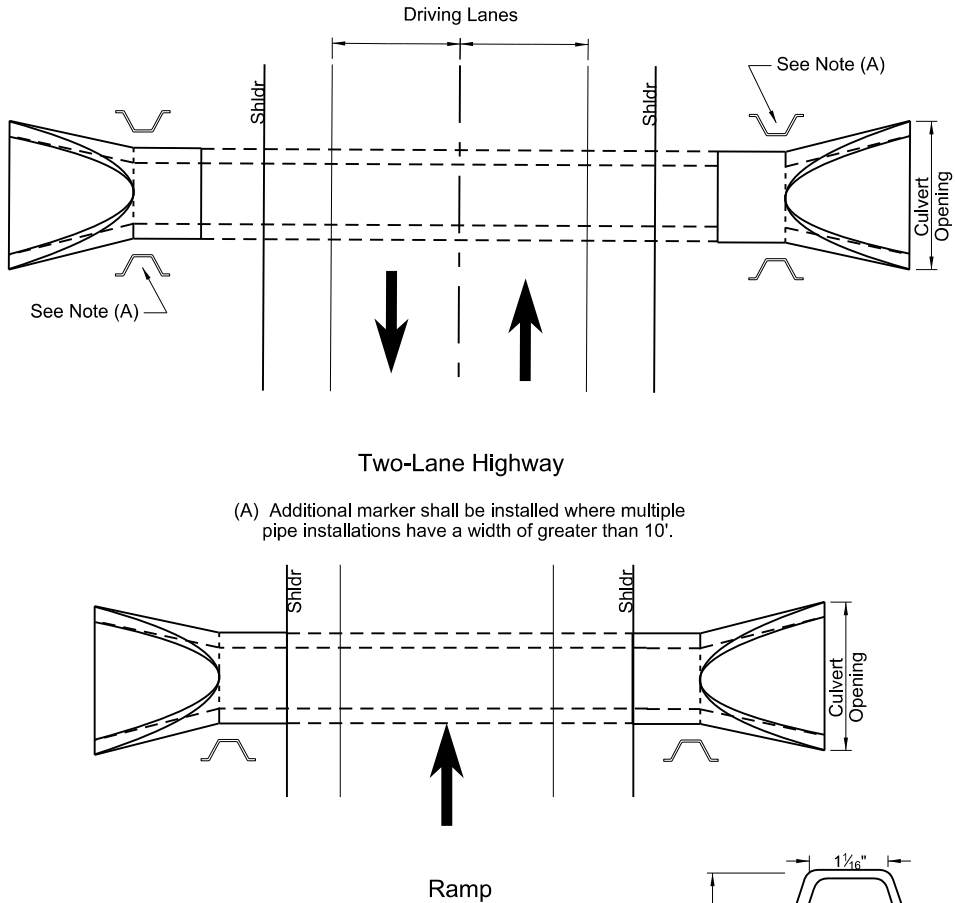 Driving Lanes
See Note (A)
Shldr
Shldr
Culvert
Opening
See Note (A)
Two-Lane Highway
(A) Additional marker shall be installed where multiple
pipe installations have a width of greater than 10'.
Shldr
Shldr
Culvert
Opening
1 1/16"
Ramp